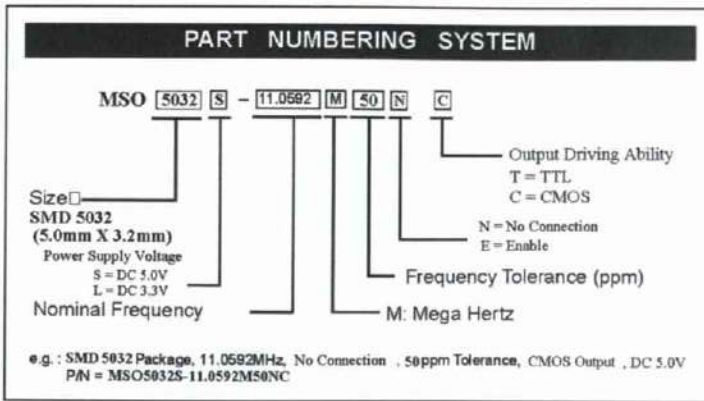 PART NUMBERING SYSTEM
MSO 5032 S - 11.0592 M 50 N C
Output Driving Ability
T = TTL
C = CMOS
Size□
SMD 5032
(5.0mm X 3.2mm)
N = No Connection
E = Enable
Power Supply Voltage
S = DC 5.0V
L = DC 3.3V
Frequency Tolerance (ppm)
Nominal Frequency
M: Mega Hertz
e.g. : SMD 5032 Package, 11.0592MHz, No Connection , 50ppm Tolerance, CMOS Output , DC 5.0V
P/N = MSO5032S-11.0592M50NC